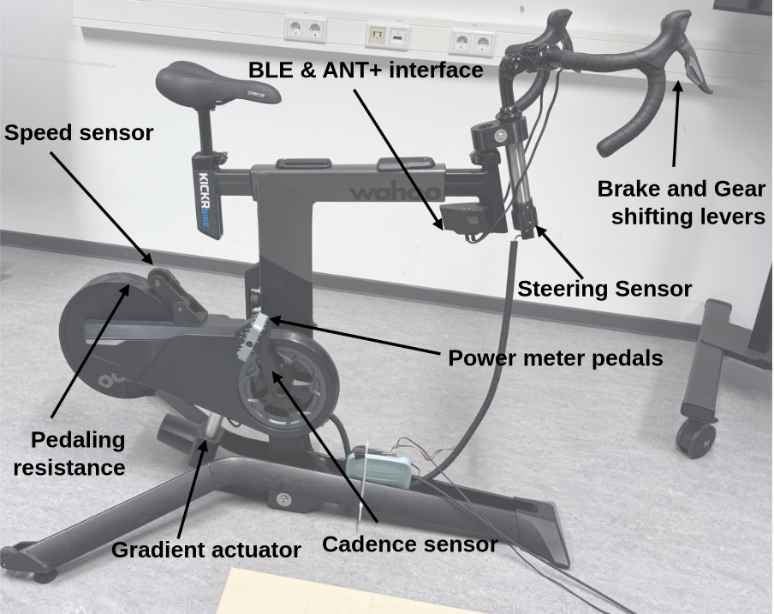 BLE & ANT+ interface
Speed sensor
KICKR BIKE
wahoo
Brake and Gear
shifting levers
Steering Sensor
Power meter pedals
Pedaling
resistance
Gradient actuator
Cadence sensor